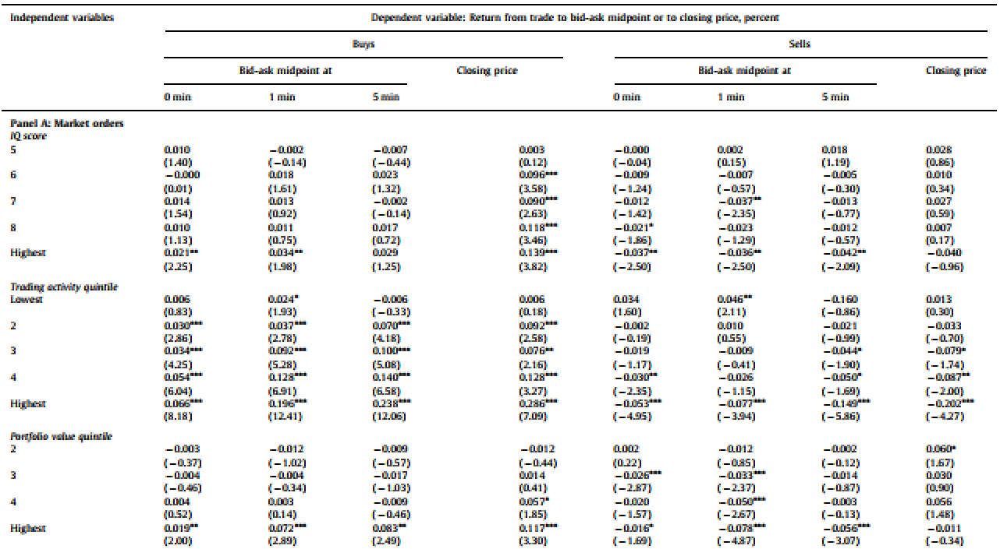 Independent variables Dependent variable: Return from trade to bid-ask midpoint or to closing price, percent
Buys Sells
Bid-ask midpoint at Closing price Bid-ask midpoint at Closing price
0 min 1 min 5 min 0 min 1 min 5 min
Panel A: Market orders
IQ score
5 0.010 −0.002 −0.007 0.003 −0.000 0.002 0.018 0.028
(1.40) (−0.14) (−0.44) (0.12) (−0.04) (0.15) (1.19) (0.86)
6 −0.000 0.018 0.023 0.096*** −0.009 −0.007 −0.005 0.010
(0.01) (1.61) (1.32) (3.58) (−1.24) (−0.57) (−0.30) (0.34)
7 0.014 0.013 -0.002 0.090*** −0.012 −0.037** −0.013 0.027
(1.54) (0.92) (−0.14) (2.63) (−1.42) (−2.35) (−0.77) (0.59)
8 0.010 0.011 0.017 0.118*** −0.021* −0.023 −0.012 0.007
(1.13) (0.75) (0.72) (3.46) (−1.86) (−1.29) (−0.57) (0.17)
Highest 0.021** 0.034** 0.029 0.139*** −0.037** −0.036** −0.042** −0.040
(2.25) (1.98) (1.25) (3.82) (−2.50) (−2.50) (−2.09) (−0.96)
Trading activity quintile
Lowest 0.006 0.024* −0.006 0.006 0.034 0.046** −0.160 0.013
(0.83) (1.93) (−0.33) (0.18) (1.60) (2.11) (−0.86) (0.30)
2 0.030*** 0.037*** 0.070*** 0.092*** −0.002 0.010 −0.021 −0.033
(2.86) (2.78) (4.18) (2.58) (−0.19) (0.55) (−0.99) (−0.70)
3 0.034*** 0.092*** 0.100*** 0.076** −0.019 −0.009 −0.044* −0.079*
(4.25) (5.28) (5.08) (2.16) (−1.17) (−0.41) (−1.90) (−1.74)
4 0.054*** 0.128*** 0.140*** 0.128*** −0.030** −0.026 −0.050* −0.087**
(6.04) (6.91) (6.58) (3.27) (−2.35) (−1.15) (−1.69) (−2.00)
Highest 0.066*** 0.196*** 0.238*** 0.286*** −0.053*** −0.077*** −0.149*** −0.202***
(8.18) (12.41) (12.06) (7.09) (−4.95) (−3.94) (−5.86) (−4.27)
Portfolio value quintile
2 −0.003 −0.012 −0.009 −0.012 0.002 −0.012 −0.002 0.060*
(−0.37) (−1.02) (−0.57) (−0.44) (0.22) (−0.85) (−0.12) (1.67)
3 −0.004 −0.004 −0.017 0.014 −0.026*** −0.033*** −0.014 0.030
(−0.46) (−0.34) (−1.03) (0.41) (−2.87) (−2.37) (−0.87) (0.90)
4 0.004 0.003 −0.009 0.057* −0.020 −0.050*** −0.003 0.056
(0.52) (0.14) (−0.46) (1.85) (−1.57) (−2.67) (−0.13) (1.48)
Highest 0.019** 0.072*** 0.083** 0.117*** −0.016* −0.078*** −0.056*** −0.011
(2.00) (2.89) (2.49) (3.30) (−1.69) (−4.87) (−3.07) (−0.34)